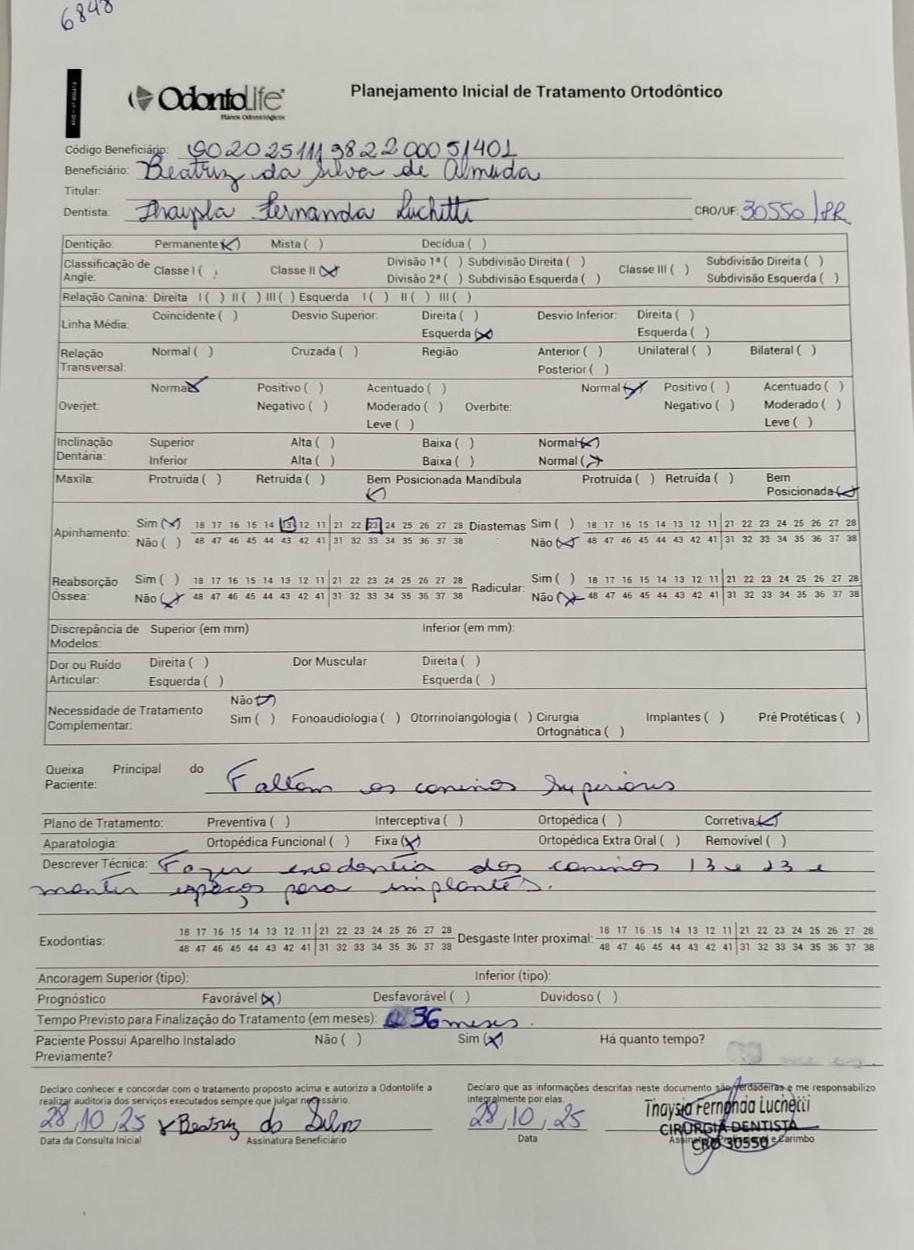 6848
OdontoLife
Planos Odontológicos
Planejamento Inicial de Tratamento Ortodôntico
Código Beneficiário: 902025111382200051401
Beneficiário: Beatriz da Silva de Almeida
Titular:
Dentista: Thaysla Fernanda Luchetti CRO/UF: 30550/PR
Dentição: Permanente (X) Mista ( ) Decídua ( )
Classificação de Angle: Classe I ( ) Classe II (X) Divisão 1ª ( ) Subdivisão Direita ( ) Classe III ( ) Subdivisão Direita ( )
Divisão 2ª ( ) Subdivisão Esquerda ( ) Subdivisão Esquerda ( )
Relação Canina: Direita I ( ) II ( ) III ( ) Esquerda I ( ) II ( ) III ( )
Linha Média: Coincidente ( ) Desvio Superior: Direita ( ) Desvio Inferior: Direita ( )
Esquerda (X) Esquerda ( )
Relação Transversal: Normal ( ) Cruzada ( ) Região Anterior ( ) Unilateral ( ) Bilateral ( )
Posterior ( )
Overjet: Normal (X) Positivo ( ) Acentuado ( ) Overbite: Normal (X) Positivo ( ) Acentuado ( )
Negativo ( ) Moderado ( ) Negativo ( ) Moderado ( )
Leve ( ) Leve ( )
Inclinação Dentária: Superior Alta ( ) Baixa ( ) Normal (X)
Inferior Alta ( ) Baixa ( ) Normal (X)
Maxila: Protruida ( ) Retruída ( ) Bem Posicionada (X) Mandíbula Protruída ( ) Retruída ( ) Bem Posicionada (X)
Apinhamento: Sim (X) 18 17 16 15 14 13 12 11 21 22 23 24 25 26 27 28 Diastemas: Sim ( ) 18 17 16 15 14 13 12 11 21 22 23 24 25 26 27 28
Não ( ) 48 47 46 45 44 43 42 41 31 32 33 34 35 36 37 38 Não (X) 48 47 46 45 44 43 42 41 31 32 33 34 35 36 37 38
Reabsorção Óssea: Sim ( ) 18 17 16 15 14 13 12 11 21 22 23 24 25 26 27 28 Radicular: Sim ( ) 18 17 16 15 14 13 12 11 21 22 23 24 25 26 27 28
Não (X) 48 47 46 45 44 43 42 41 31 32 33 34 35 36 37 38 Não (X) 48 47 46 45 44 43 42 41 31 32 33 34 35 36 37 38
Discrepância de Modelos: Superior (em mm) Inferior (em mm):
Dor ou Ruído Articular: Direita ( ) Dor Muscular Direita ( )
Esquerda ( ) Esquerda ( )
Necessidade de Tratamento Complementar: Não (X)
Sim ( ) Fonoaudiologia ( ) Otorrinolangologia ( ) Cirurgia Ortognática ( ) Implantes ( ) Pré Protéticas ( )
Queixa Principal do Paciente: Faltam os caninos superiores
Plano de Tratamento: Preventiva ( ) Interceptiva ( ) Ortopédica ( ) Corretiva (X)
Aparatologia: Ortopédica Funcional ( ) Fixa (X) Ortopédica Extra Oral ( ) Removível ( )
Descrever Técnica: Fazer exodontia dos caninos 13 e 23 e
manter espaços para implantes.
Exodontias: 18 17 16 15 14 13 12 11 21 22 23 24 25 26 27 28 Desgaste Inter proximal: 18 17 16 15 14 13 12 11 21 22 23 24 25 26 27 28
48 47 46 45 44 43 42 41 31 32 33 34 35 36 37 38 48 47 46 45 44 43 42 41 31 32 33 34 35 36 37 38
Ancoragem Superior (tipo): Inferior (tipo):
Prognóstico Favorável (X) Desfavorável ( ) Duvidoso ( )
Tempo Previsto para Finalização do Tratamento (em meses): 36 meses.
Paciente Possui Aparelho Instalado Previamente? Não ( ) Sim (X) Há quanto tempo?
Declaro conhecer e concordar com o tratamento proposto acima e autorizo a Odontolife a
realizar auditoria dos serviços executados sempre que julgar necessário.
Declaro que as informações descritas neste documento são verdadeiras e me responsabilizo
integralmente por elas.
28,10,25 x Beatriz da Silva 28,10,25
Thaysla Fernanda Luchetti
CIRURGIÃ DENTISTA
CRO 30550
Data da Consulta Inicial Assinatura Beneficiário Data e Carimbo